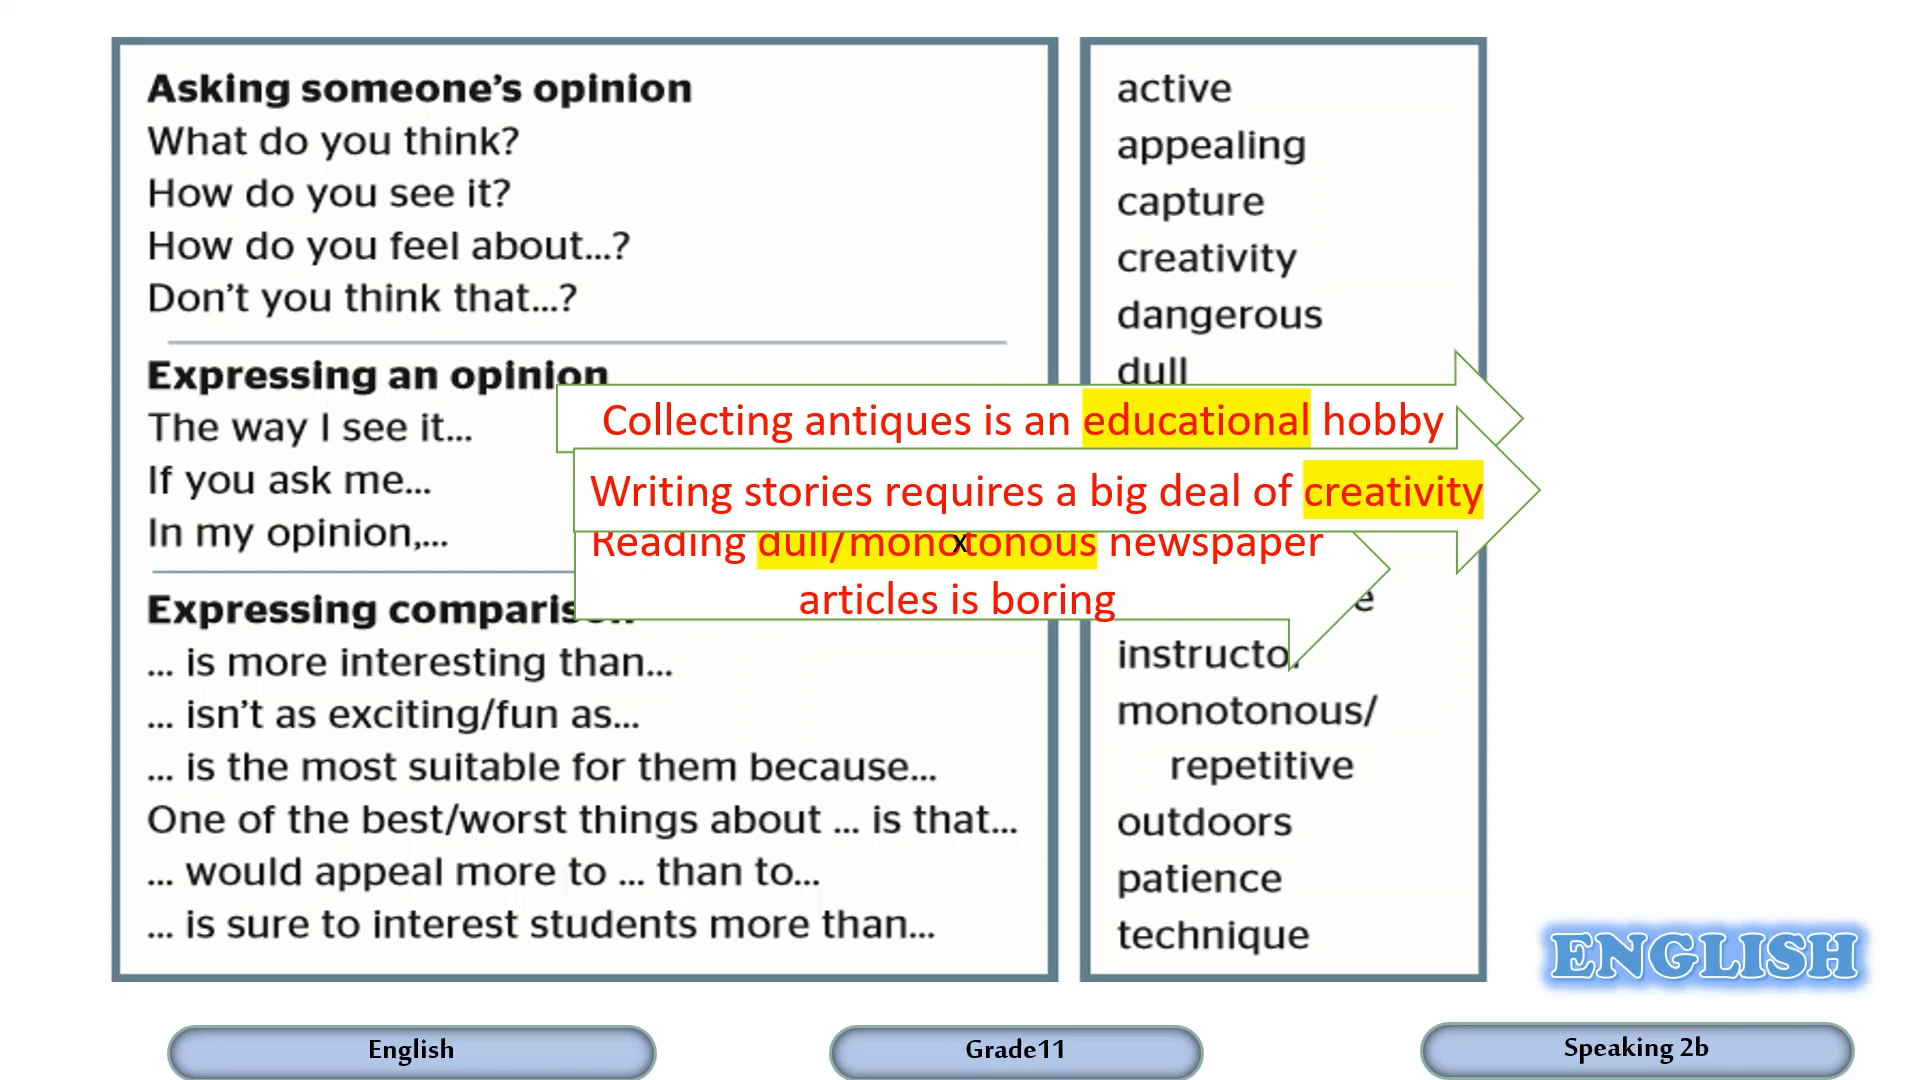 Asking someone's opinion
What do you think?
How do you see it?
How do you feel about...?
Don't you think that...?
Expressing an opinion
The way I see it...
If you ask me...
In my opinion,...
Expressing
... is more interesting than...
... isn't as exciting/fun as...
... is the most suitable for them because...
One of the best/worst things about ... is that...
... would appeal more to ... than to...
... is sure to interest students more than...
active
appealing
capture
creativity
dangerous
dull
Collecting antiques is an educational hobby
Writing stories requires a big deal of creativity
Reading dull/monotonous newspaper
x
articles is boring
monotonous/
repetitive
outdoors
patience
technique
ENGLISH
English
Grade11
Speaking 2b